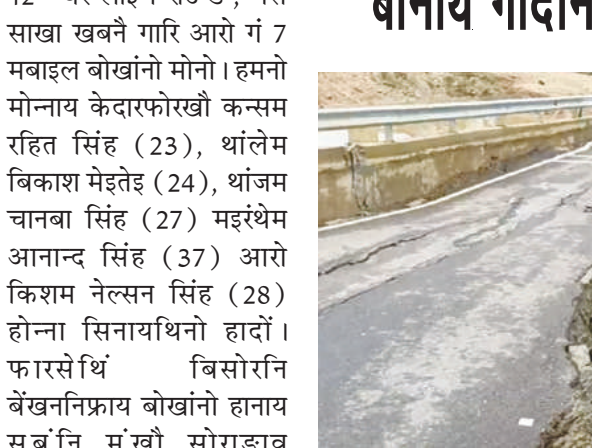 साखा खबनै गारि आरो गं 7
मबाइल बोखांनो मोनो। हमनो
मोन्नाय केदारफोरखौ कन्सम
रहित सिंह (23), थांलेम
बिकाश मेइतेइ (24), थांजम
चानबा सिंह (27) मइरंथेम
आनान्द सिंह (37) आरो
किशम नेल्सन सिंह (28)
होन्ना सिनायथिनो हादों।
फारसेथिं बिसोरनि
बेंखननिफ्राय बोखांनो हानाय
सुबुंनि मुंखौ सोराङाव
बानाय गोदान